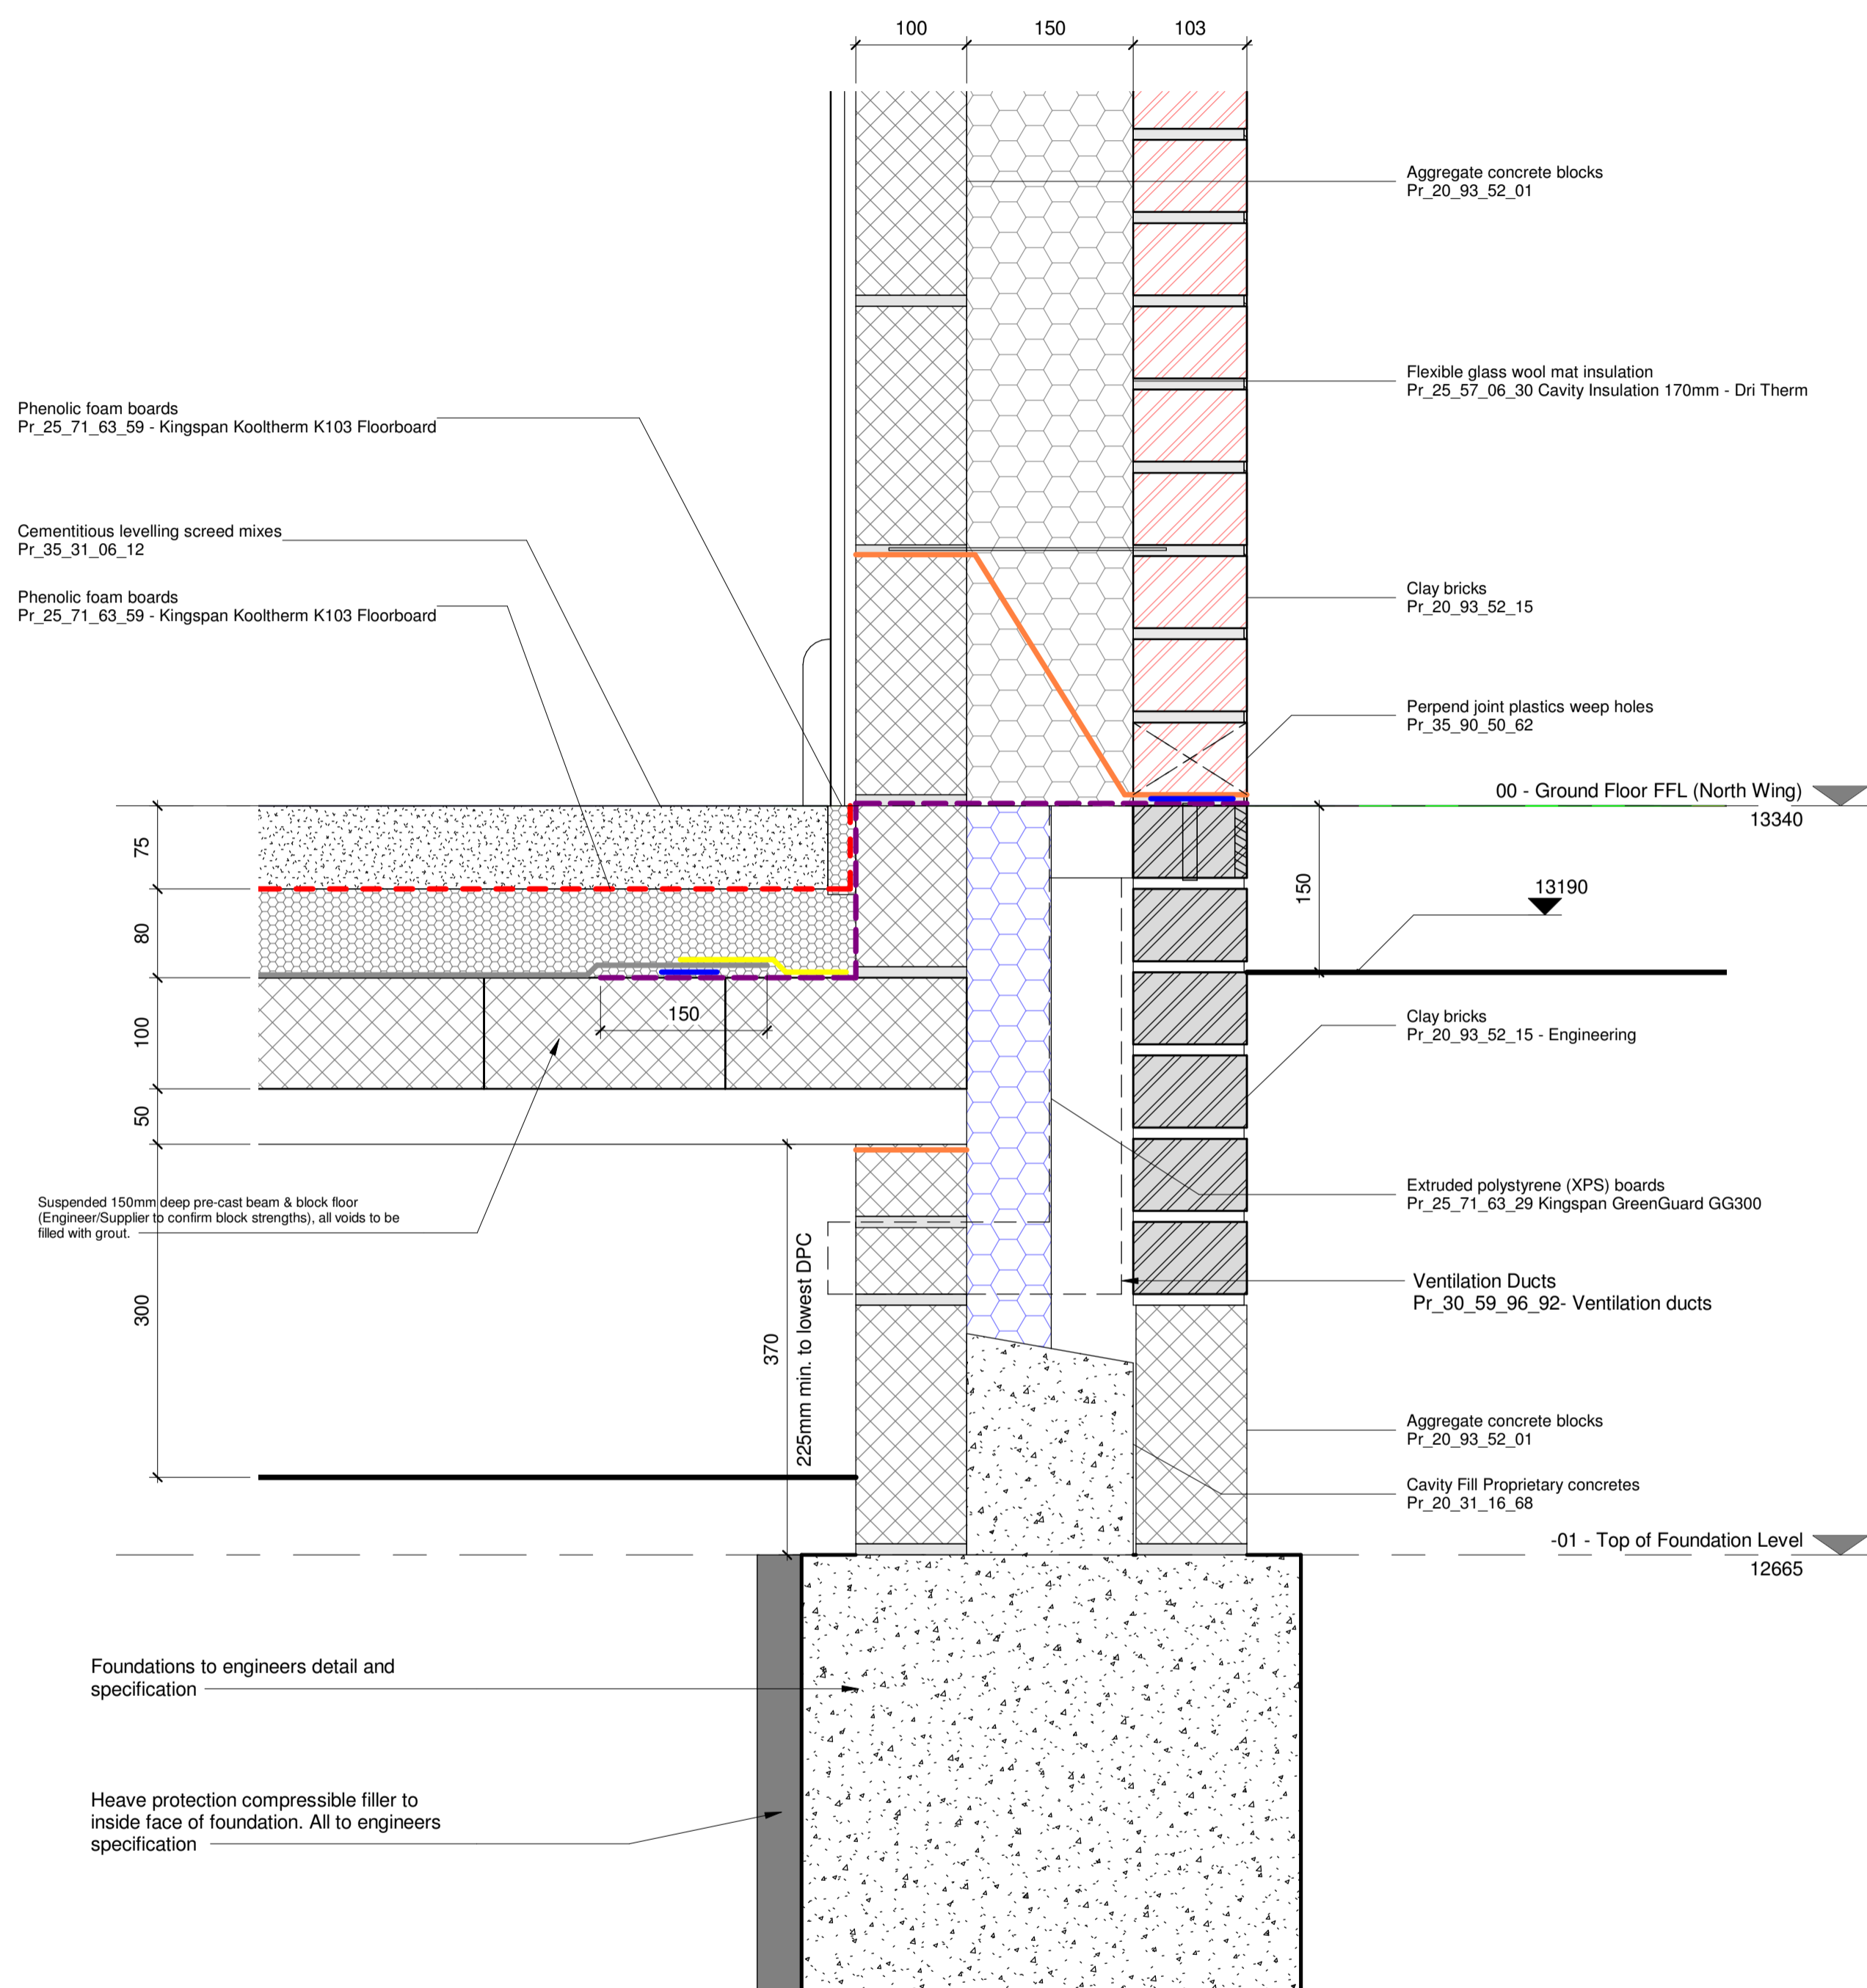 100
150
103
Aggregate concrete blocks
Pr_20_93_52_01
Flexible glass wool mat insulation
Pr_25_57_06_30 Cavity Insulation 170mm - Dri Therm
Phenolic foam boards
Pr_25_71_63_59 - Kingspan Kooltherm K103 Floorboard
Cementitious levelling screed mixes
Pr_35_31_06_12
Phenolic foam boards
Pr_25_71_63_59 - Kingspan Kooltherm K103 Floorboard
Clay bricks
Pr_20_93_52_15
Perpend joint plastics weep holes
Pr_35_90_50_62
00 - Ground Floor FFL (North Wing)
13340
75
80
100
50
300
150
150
13190
Clay bricks
Pr_20_93_52_15 - Engineering
Suspended 150mm deep pre-cast beam & block floor
(Engineer/Supplier to confirm block strengths), all voids to be
filled with grout.
370
225mm min. to lowest DPC
Extruded polystyrene (XPS) boards
Pr_25_71_63_29 Kingspan GreenGuard GG300
Ventilation Ducts
Pr_30_59_96_92- Ventilation ducts
Aggregate concrete blocks
Pr_20_93_52_01
Cavity Fill Proprietary concretes
Pr_20_31_16_68
-01 - Top of Foundation Level
12665
Foundations to engineers detail and
specification
Heave protection compressible filler to
inside face of foundation. All to engineers
specification